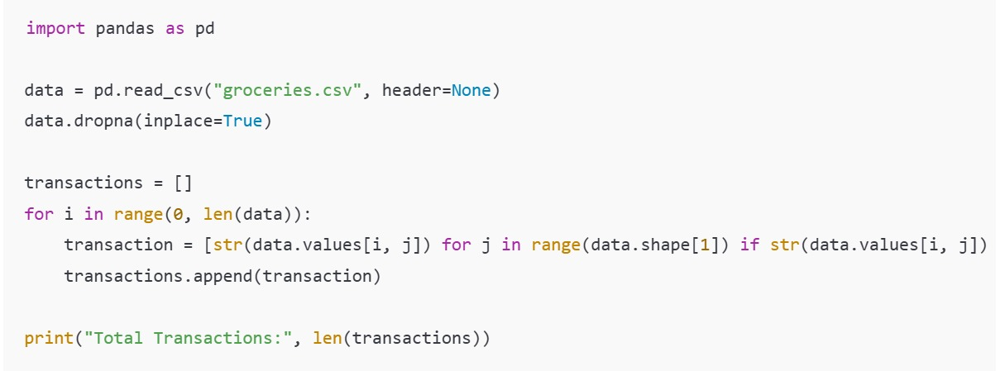 import pandas as pd
data = pd.read_csv("groceries.csv", header=None)
data.dropna(inplace=True)
transactions = []
for i in range(0, len(data)):
    transaction = [str(data.values[i, j]) for j in range(data.shape[1]) if str(data.values[i, j])
    transactions.append(transaction)
print("Total Transactions:", len(transactions))